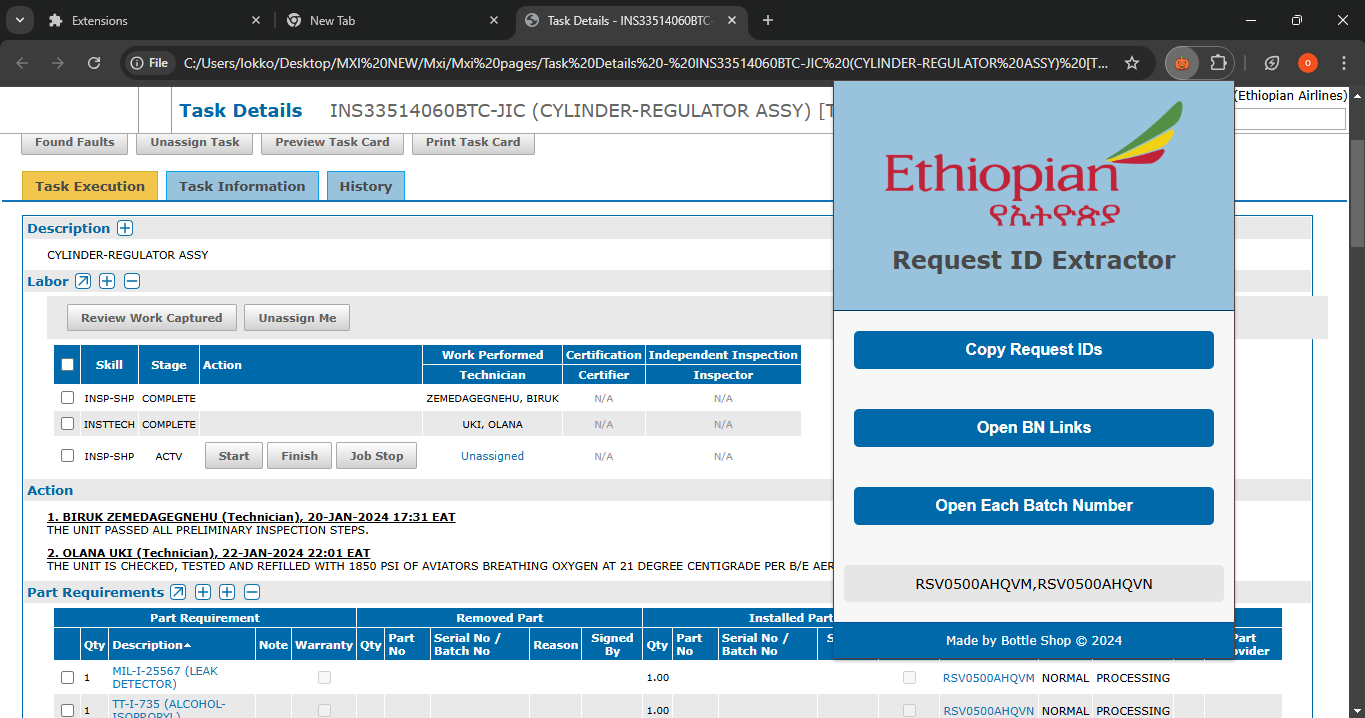 Extensions
New Tab
Task Details - INS33514060BTC-
File
C:/Users/lokko/Desktop/MXI%20NEW/Mxi/Mxi%20pages/Task%20Details%20-%20INS33514060BTC-JIC%20(CYLINDER-REGULATOR%20ASSY)%20[T...
O
Task Details INS33514060BTC-JIC (CYLINDER-REGULATOR ASSY) [T
(Ethiopian Airlines)
Found Faults Unassign Task Preview Task Card Print Task Card
Task Execution Task Information History
Description
CYLINDER-REGULATOR ASSY
Labor
Review Work Captured Unassign Me
Skill Stage Action Work Performed Certification Independent Inspection
Technician Certifier Inspector
INSP-SHP COMPLETE ZEMEDAGEGNEHU, BIRUK N/A N/A
INSTTECH COMPLETE UKI, OLANA N/A N/A
INSP-SHP ACTV Start Finish Job Stop Unassigned N/A N/A
Action
1. BIRUK ZEMEDAGEGNEHU (Technician), 20-JAN-2024 17:31 EAT
THE UNIT PASSED ALL PRELIMINARY INSPECTION STEPS.
2. OLANA UKI (Technician), 22-JAN-2024 22:01 EAT
THE UNIT IS CHECKED, TESTED AND REFILLED WITH 1850 PSI OF AVIATORS BREATHING OXYGEN AT 21 DEGREE CENTIGRADE PER B/E AER
Part Requirements
Part Requirement Removed Part Installed Part
Qty Description Note Warranty Qty Part No Serial No / Batch No Reason Signed By Qty Part No Serial No / Batch No S Part
1 MIL-I-25567 (LEAK DETECTOR) 1.00 RSV0500AHQVM NORMAL PROCESSING
1 TT-I-735 (ALCOHOL-ISOPROPYL) 1.00 RSV0500AHQVN NORMAL PROCESSING
Ethiopian
የኢትዮጵያ
Request ID Extractor
Copy Request IDs
Open BN Links
Open Each Batch Number
RSV0500AHQVM,RSV0500AHQVN
Made by Bottle Shop © 2024